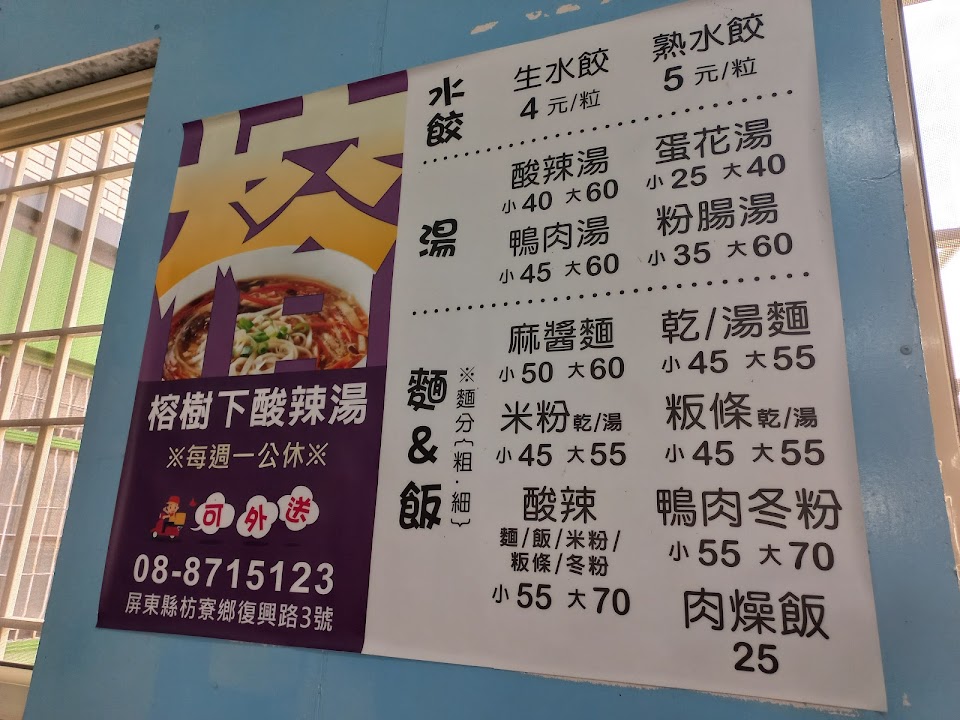 榕
榕樹下酸辣湯
※每週一公休※
可外送
08-8715123
屏東縣枋寮鄉復興路3號
水餃
生水餃
4 元/粒
熟水餃
5 元/粒
湯
酸辣湯
小40 大60
蛋花湯
小25 大40
鴨肉湯
小45 大60
粉腸湯
小35 大60
麵&飯
※麵分{粗.細}
麻醬麵
小50 大60
乾/湯麵
小45 大55
米粉乾/湯
小45 大55
粄條乾/湯
小45 大55
酸辣
麵/飯/米粉/
粄條/冬粉
小55 大70
鴨肉冬粉
小55 大70
肉燥飯
25